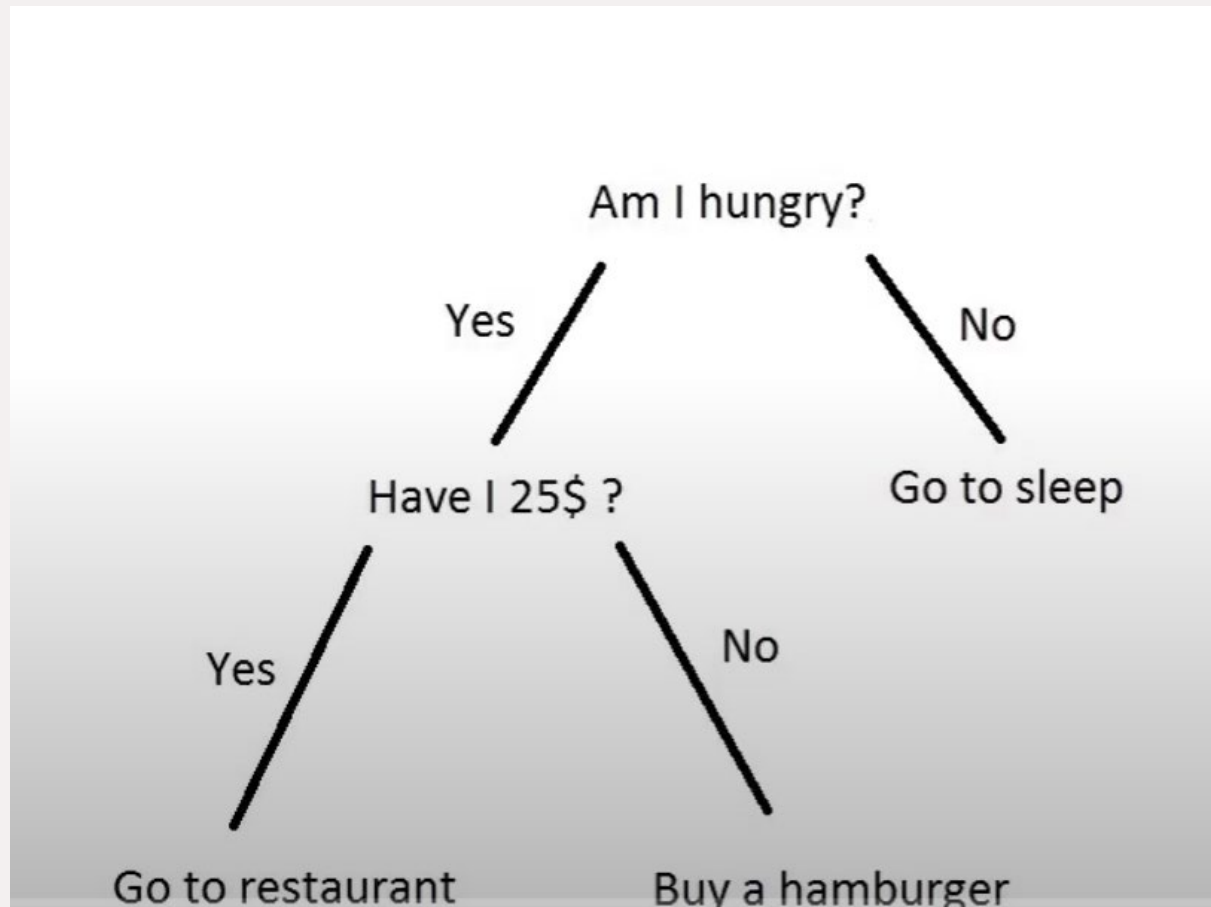 Am I hungry?
Yes
No
Have I 25$ ?
Go to sleep
Yes
No
Go to restaurant
Buy a hamburger